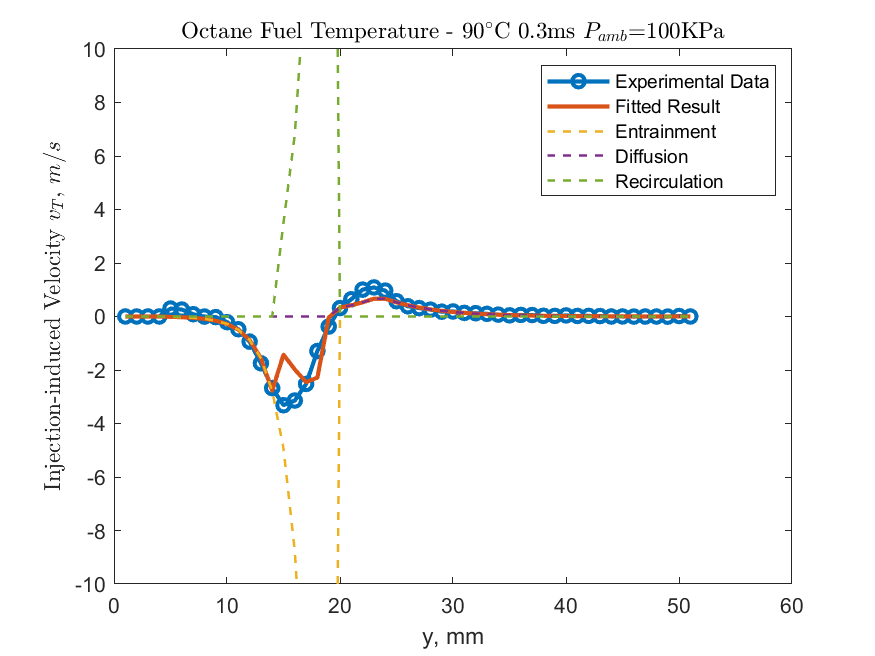 Octane Fuel Temperature - 90°C 0.3ms P_amb=100KPa
10
8
6
4
2
0
-2
-4
-6
-8
-10
Injection-induced Velocity v_T, m/s
Experimental Data
Fitted Result
Entrainment
Diffusion
Recirculation
0 10 20 30 40 50 60
y, mm